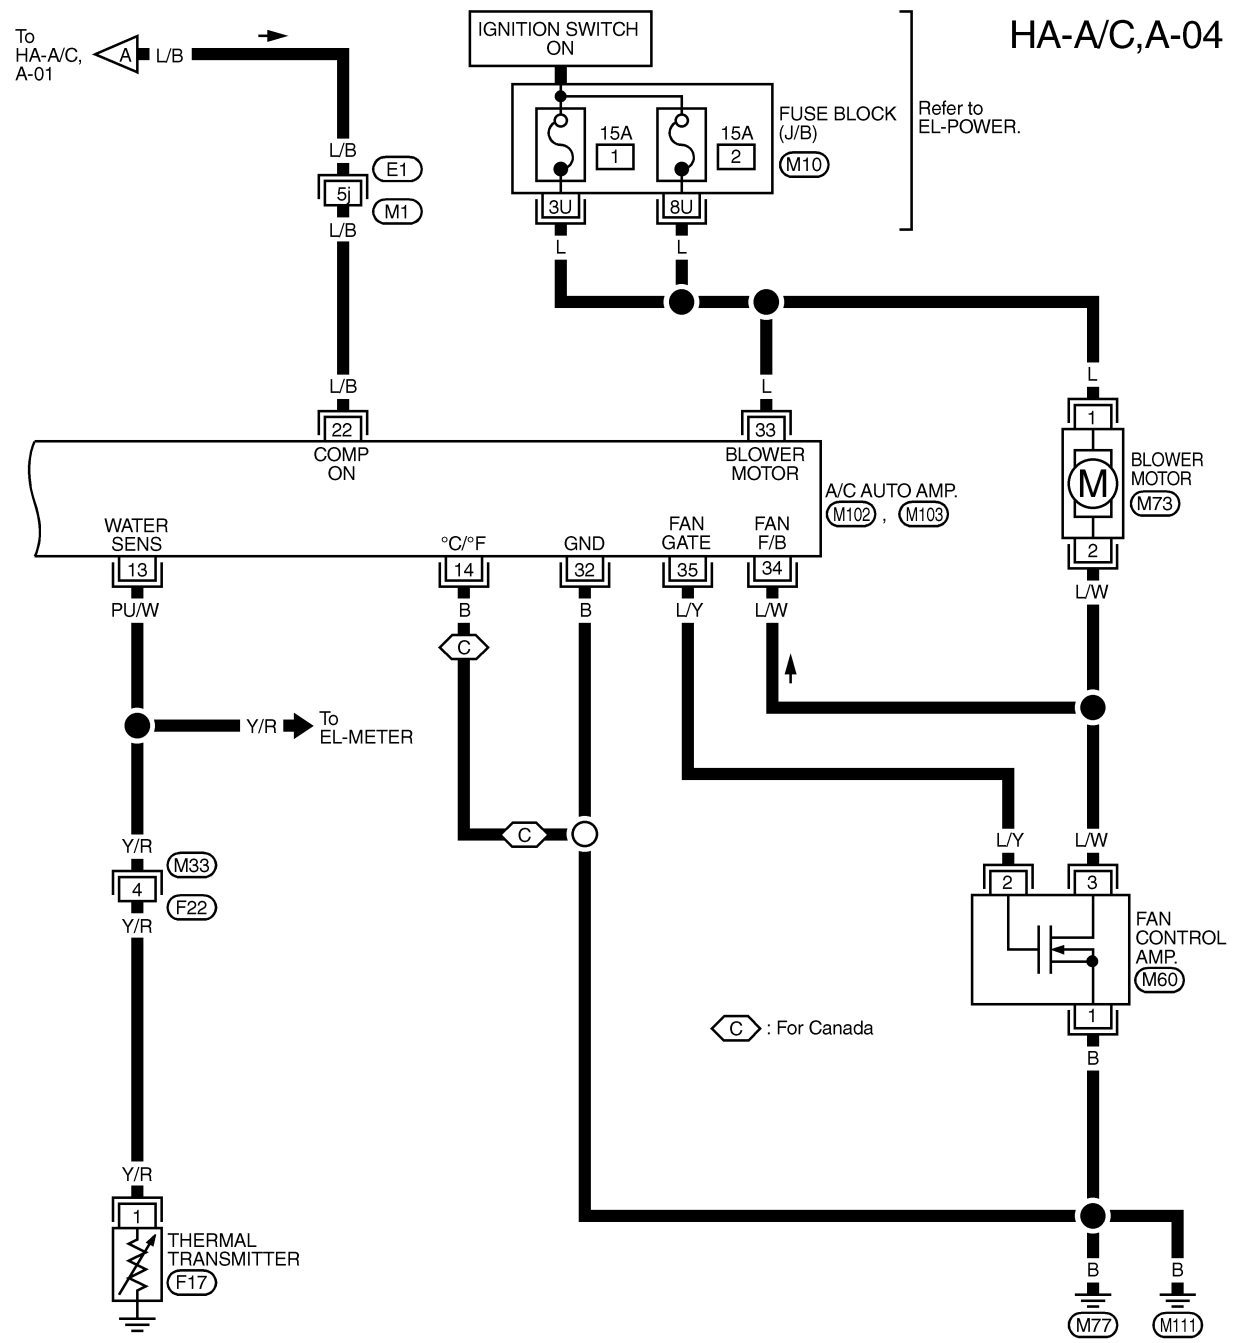 HA-A/C,A-04
To
HA-A/C,
A-01
A
L/B
IGNITION SWITCH
ON
FUSE BLOCK
(J/B)
M10
Refer to
EL-POWER.
15A
1
15A
2
3U
8U
L
L
L/B
E1
5j
M1
L/B
L/B
L
L
22
33
1
COMP
ON
BLOWER
MOTOR
A/C AUTO AMP.
M102 , M103
M
BLOWER
MOTOR
M73
2
L/W
WATER
SENS
°C/°F
GND
FAN
GATE
FAN
F/B
13
14
32
35
34
PU/W
B
B
L/Y
L/W
C
Y/R
To
EL-METER
C
Y/R
M33
4
F22
Y/R
L/Y
L/W
2
3
FAN
CONTROL
AMP.
M60
1
B
C : For Canada
Y/R
1
THERMAL
TRANSMITTER
F17
B
B
M77
M111